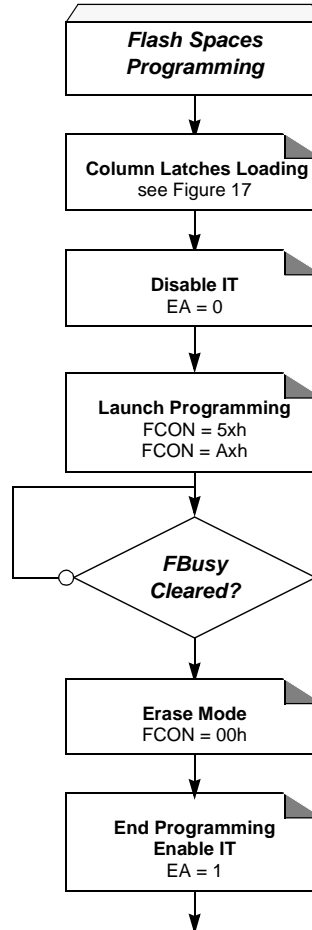 Flash Spaces
Programming
Column Latches Loading
see Figure 17
Disable IT
EA = 0
Launch Programming
FCON = 5xh
FCON = Axh
FBusy
Cleared?
Erase Mode
FCON = 00h
End Programming
Enable IT
EA = 1